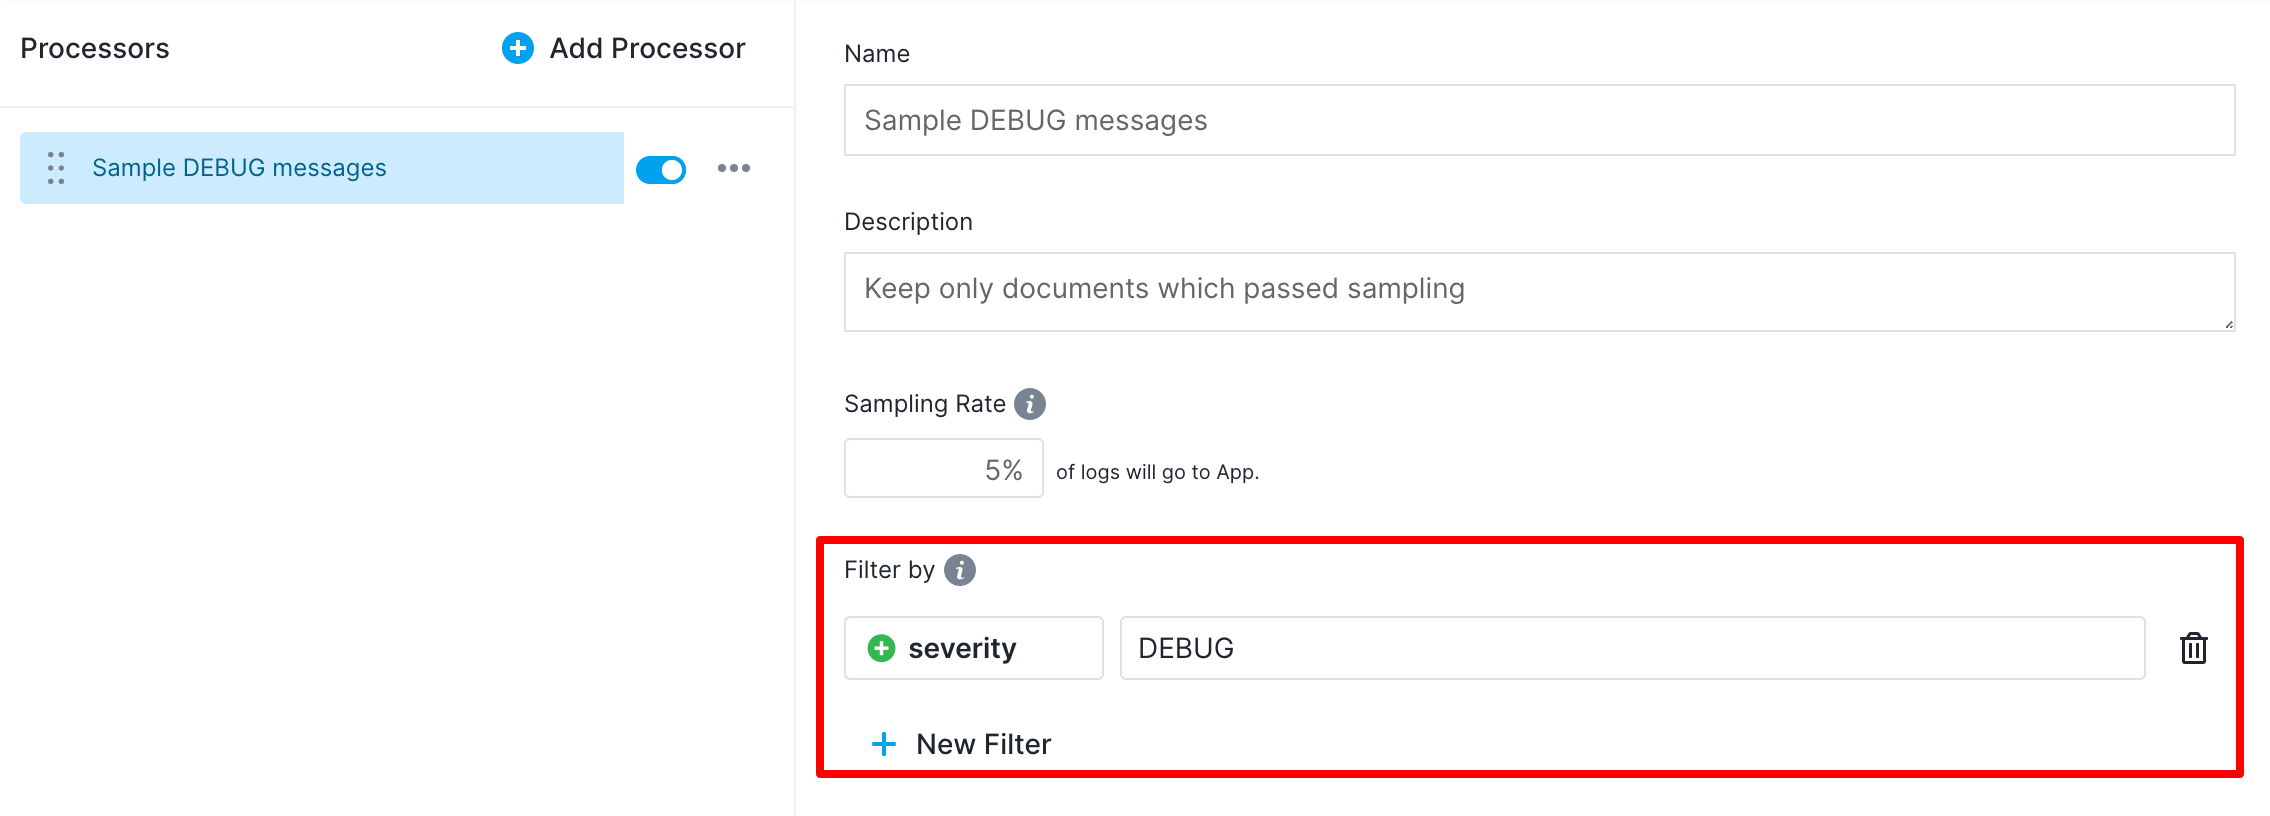 Processors
Add Processor
Sample DEBUG messages
Name
Sample DEBUG messages
Description
Keep only documents which passed sampling
Sampling Rate
5%
of logs will go to App.
Filter by
severity
DEBUG
New Filter